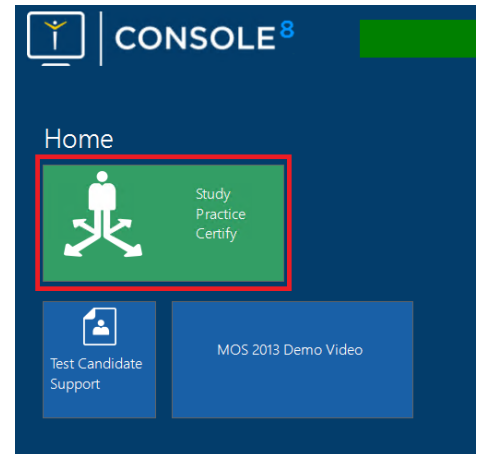 CONSOLE⁸
Home
Study
Practice
Certify
Test Candidate
Support
MOS 2013 Demo Video